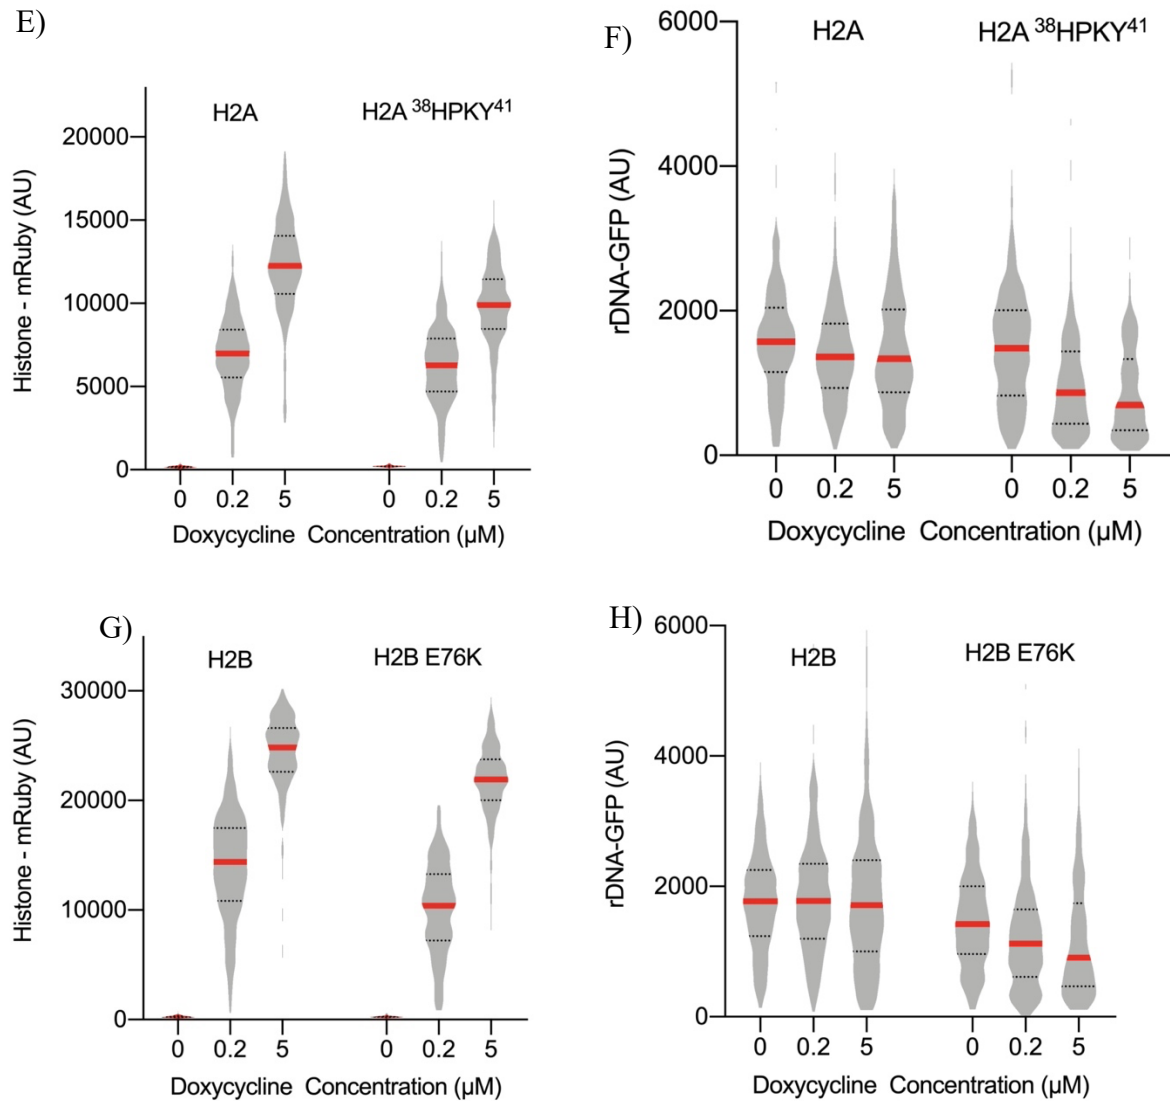 E)
H2A H2A ³⁸HPKY⁴¹
Histone - mRuby (AU)
20000
15000
10000
5000
0
0 0.2 5 0 0.2 5
Doxycycline Concentration (µM)
F)
H2A H2A ³⁸HPKY⁴¹
rDNA-GFP (AU)
6000
4000
2000
0
0 0.2 5 0 0.2 5
Doxycycline Concentration (µM)
G)
H2B H2B E76K
Histone - mRuby (AU)
30000
20000
10000
0
0 0.2 5 0 0.2 5
Doxycycline Concentration (µM)
H)
H2B H2B E76K
rDNA-GFP (AU)
6000
4000
2000
0
0 0.2 5 0 0.2 5
Doxycycline Concentration (µM)